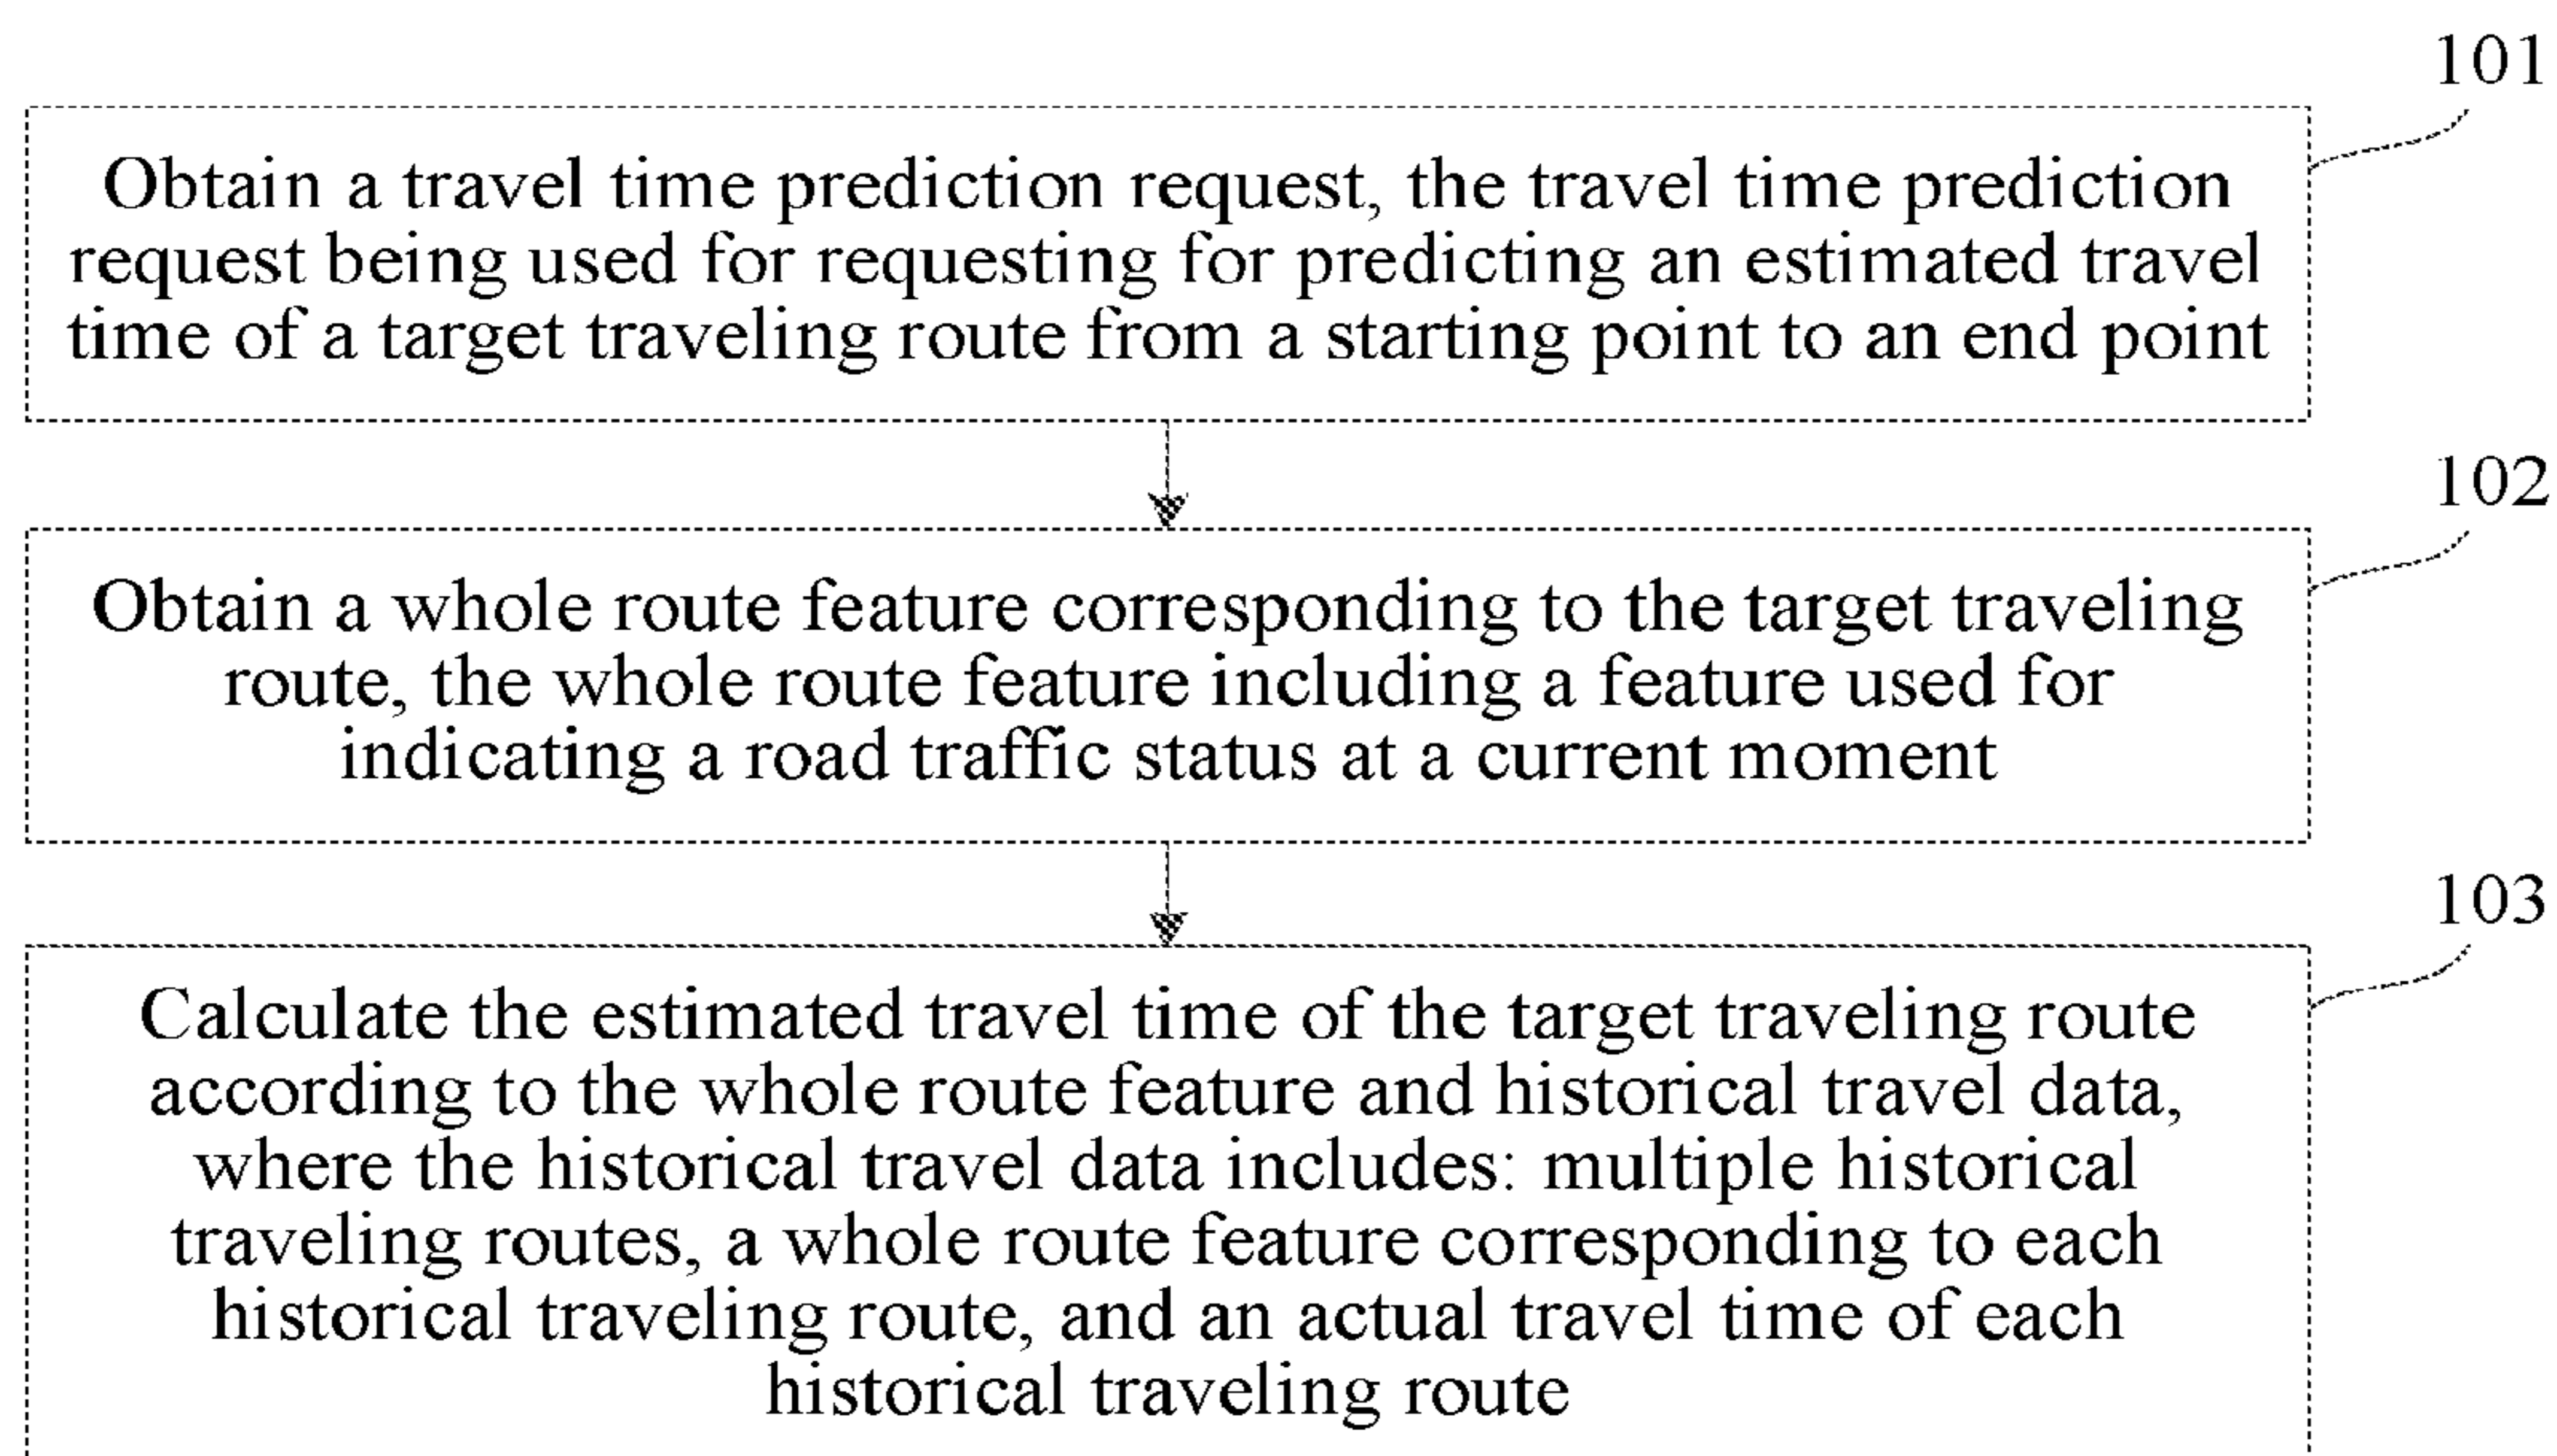 101
Obtain a travel time prediction request, the travel time prediction
request being used for requesting for predicting an estimated travel
time of a target traveling route from a starting point to an end point
102
Obtain a whole route feature corresponding to the target traveling
route, the whole route feature including a feature used for
indicating a road traffic status at a current moment
103
Calculate the estimated travel time of the target traveling route
according to the whole route feature and historical travel data,
where the historical travel data includes: multiple historical
traveling routes, a whole route feature corresponding to each
historical traveling route, and an actual travel time of each
historical traveling route